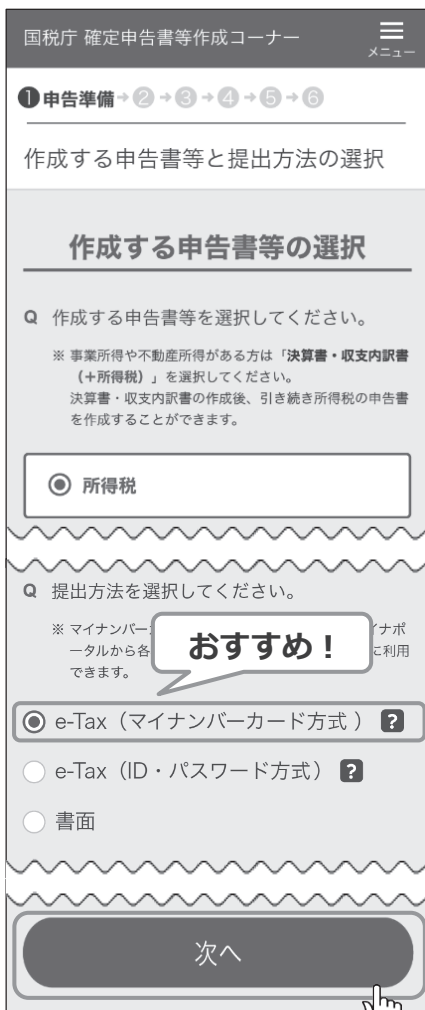 国税庁 確定申告書等作成コーナー
メニュー
❶申告準備→②→③→④→⑤→⑥
作成する申告書等と提出方法の選択
作成する申告書等の選択
Q 作成する申告書等を選択してください。
※ 事業所得や不動産所得がある方は「決算書・収支内訳書
(+所得税)」を選択してください。
決算書・収支内訳書の作成後、引き続き所得税の申告書
を作成することができます。
所得税
Q 提出方法を選択してください。
おすすめ!
※ マイナンバー
イナポ
ータルから各
に利用
できます。
e-Tax(マイナンバーカード方式 ) ?
e-Tax(ID・パスワード方式) ?
書面
次へ